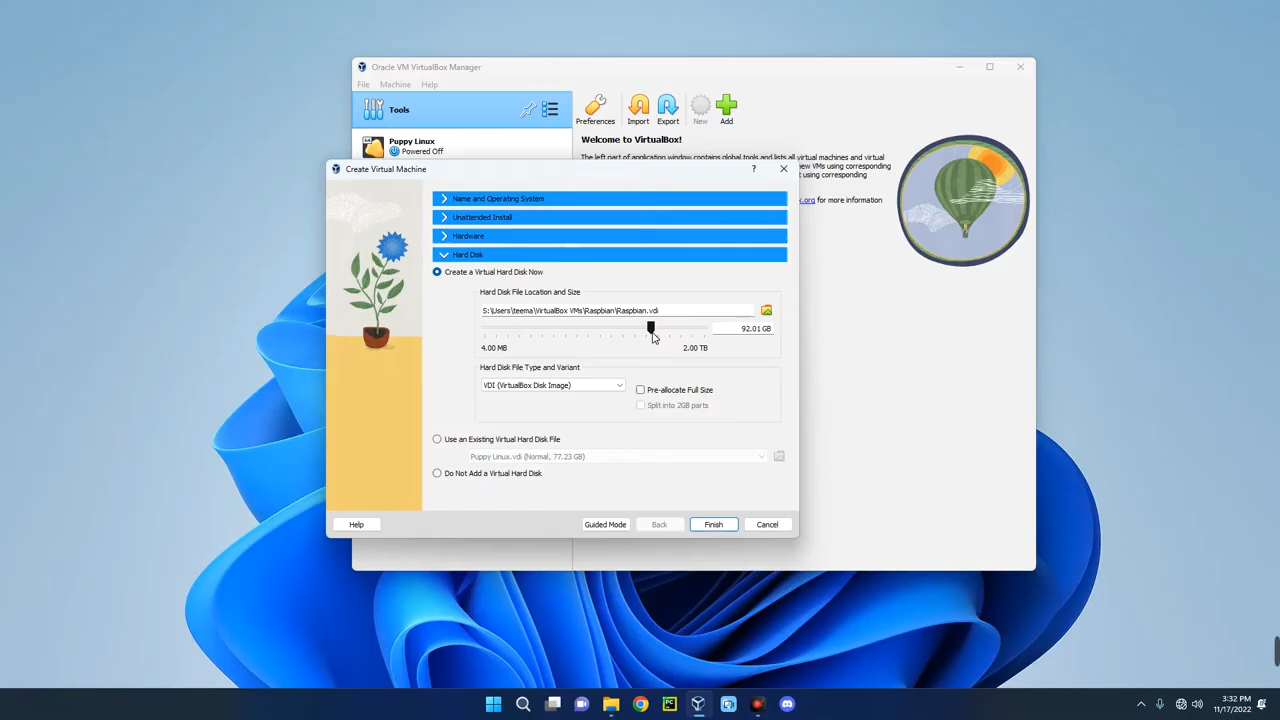 Oracle VM VirtualBox Manager
File Machine Help
Tools
Preferences Import Export New Add
Puppy Linux
Powered Off
Welcome to VirtualBox!
The left part of application window contains global tools and lists all virtual machines and virtual
new VMs using corresponding
t using corresponding
x.org for more information
Create Virtual Machine
Name and Operating System
Unattended Install
Hardware
Hard Disk
Create a Virtual Hard Disk Now
Hard Disk File Location and Size
S:\Users\teema\VirtualBox VMs\Raspbian\Raspbian.vdi
92.01 GB
4.00 MB 2.00 TB
Hard Disk File Type and Variant
VDI (VirtualBox Disk Image)
Pre-allocate Full Size
Split into 2GB parts
Use an Existing Virtual Hard Disk File
Puppy Linux.vdi (Normal, 77.23 GB)
Do Not Add a Virtual Hard Disk
Help Guided Mode Back Finish Cancel
3:32 PM
11/17/2022